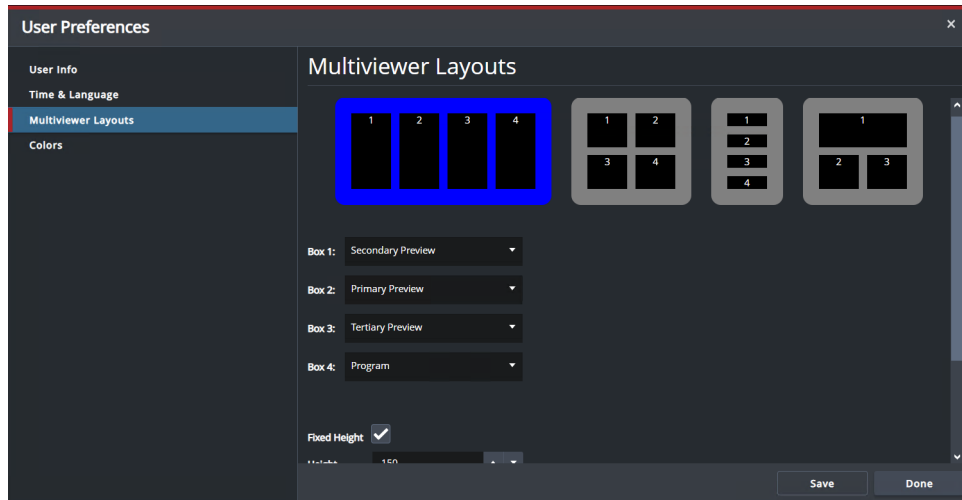 User Preferences
×
User Info
Time & Language
Multiviewer Layouts
Colors
Multiviewer Layouts
1 2 3 4
1 2
3 4
1
2
3
4
1
2 3
Box 1: Secondary Preview
Box 2: Primary Preview
Box 3: Tertiary Preview
Box 4: Program
Fixed Height
Height 150
Save Done